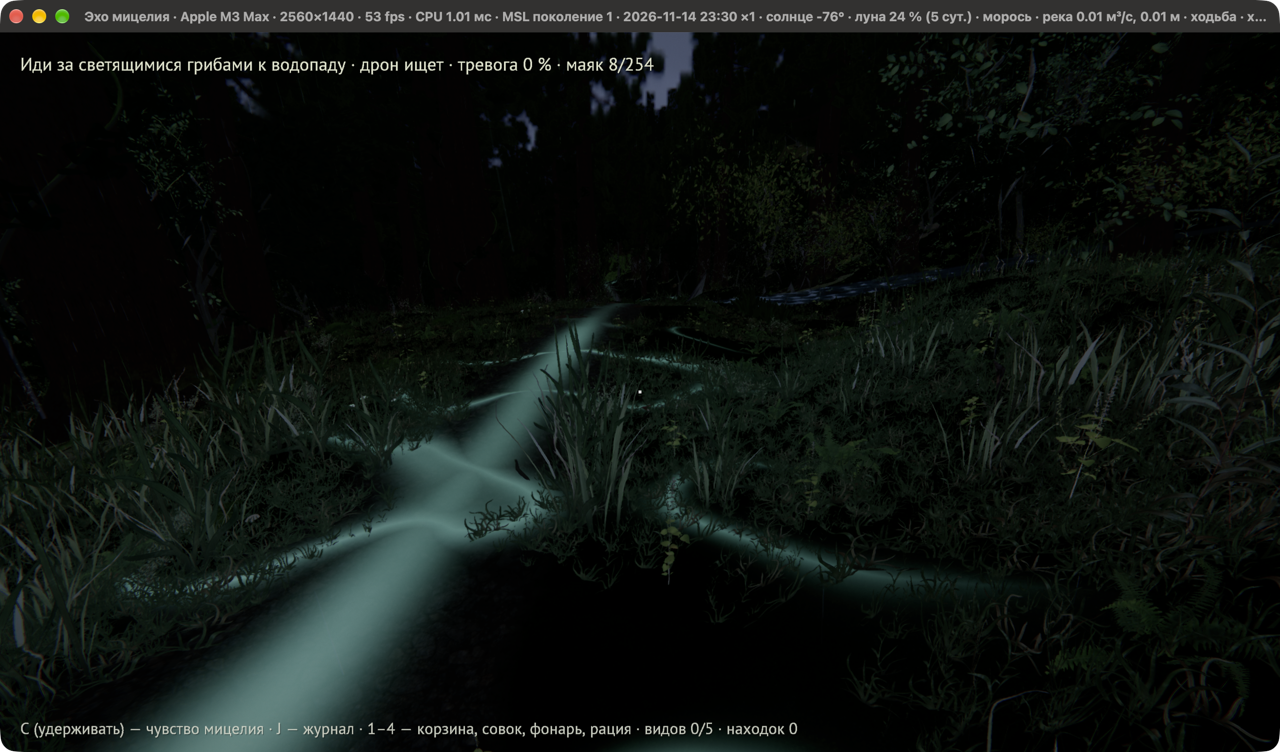 Эхо мицелия · Apple M3 Max · 2560×1440 · 53 fps · CPU 1.01 мс · MSL поколение 1 · 2026-11-14 23:30 ×1 · солнце -76° · луна 24 % (5 сут.) · морось · река 0.01 м³/с, 0.01 м · ходьба · х...
Иди за светящимися грибами к водопаду · дрон ищет · тревога 0 % · маяк 8/254
C (удерживать) — чувство мицелия · J — журнал · 1–4 — корзина, совок, фонарь, рация · видов 0/5 · находок 0